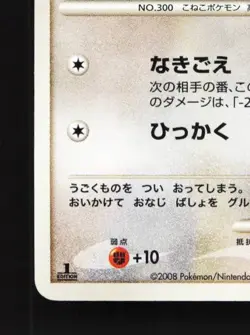 NO.300 こねこポケモン
なきごえ
次の相手の番、こ
のダメージは、「-2
ひっかく
うごくものを つい おってしまう。
おいかけて おなじ ばしょを グル
弱点
抵抗
+10
1 EDITION
©2008 Pokémon/Nintendo